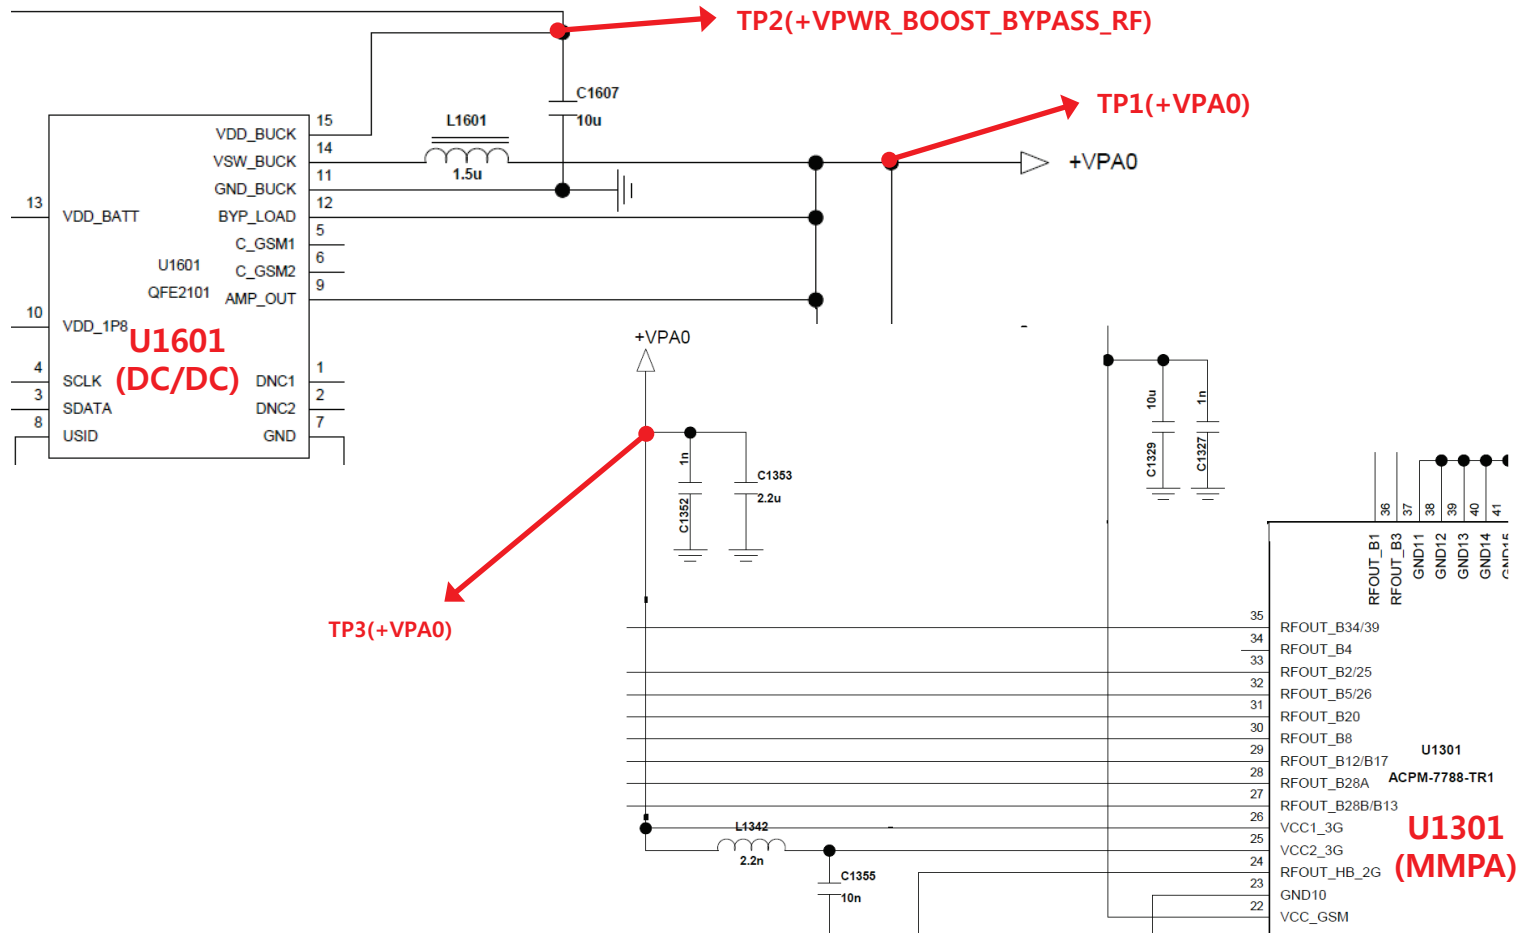 TP2(+VPWR_BOOST_BYPASS_RF)
TP1(+VPA0)
C1607
10u
L1601
1.5u
+VPA0
15
VDD_BUCK
14
VSW_BUCK
11
GND_BUCK
12
BYP_LOAD
13
VDD_BATT
5
C_GSM1
6
C_GSM2
9
AMP_OUT
U1601
QFE2101
10
VDD_1P8
U1601
(DC/DC)
4
SCLK
1
DNC1
3
SDATA
2
DNC2
8
USID
7
GND
+VPA0
1n
C1352
C1353
2.2u
TP3(+VPA0)
10u
C1329
1n
C1327
36
37
38
39
40
41
RFOUT_B1
RFOUT_B3
GND11
GND12
GND13
GND14
35
RFOUT_B34/39
34
RFOUT_B4
33
RFOUT_B2/25
32
RFOUT_B5/26
31
RFOUT_B20
30
RFOUT_B8
29
RFOUT_B12/B17
28
RFOUT_B28A
27
RFOUT_B28B/B13
26
VCC1_3G
25
VCC2_3G
24
RFOUT_HB_2G
23
GND10
22
VCC_GSM
U1301
ACPM-7788-TR1
U1301
(MMPA)
L1342
2.2n
C1355
10n